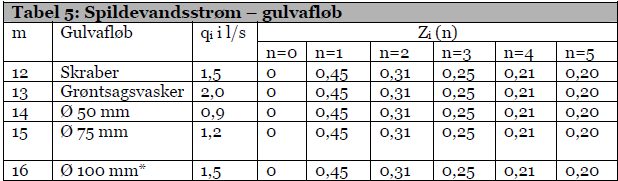 Tabel 5: Spildevandsstrøm – gulvafløb
m Gulvafløb qi i l/s Zi (n)
n=0 n=1 n=2 n=3 n=4 n=5
12 Skraber 1,5 0 0,45 0,31 0,25 0,21 0,20
13 Grøntsagsvasker 2,0 0 0,45 0,31 0,25 0,21 0,20
14 Ø 50 mm 0,9 0 0,45 0,31 0,25 0,21 0,20
15 Ø 75 mm 1,2 0 0,45 0,31 0,25 0,21 0,20
16 Ø 100 mm* 1,5 0 0,45 0,31 0,25 0,21 0,20